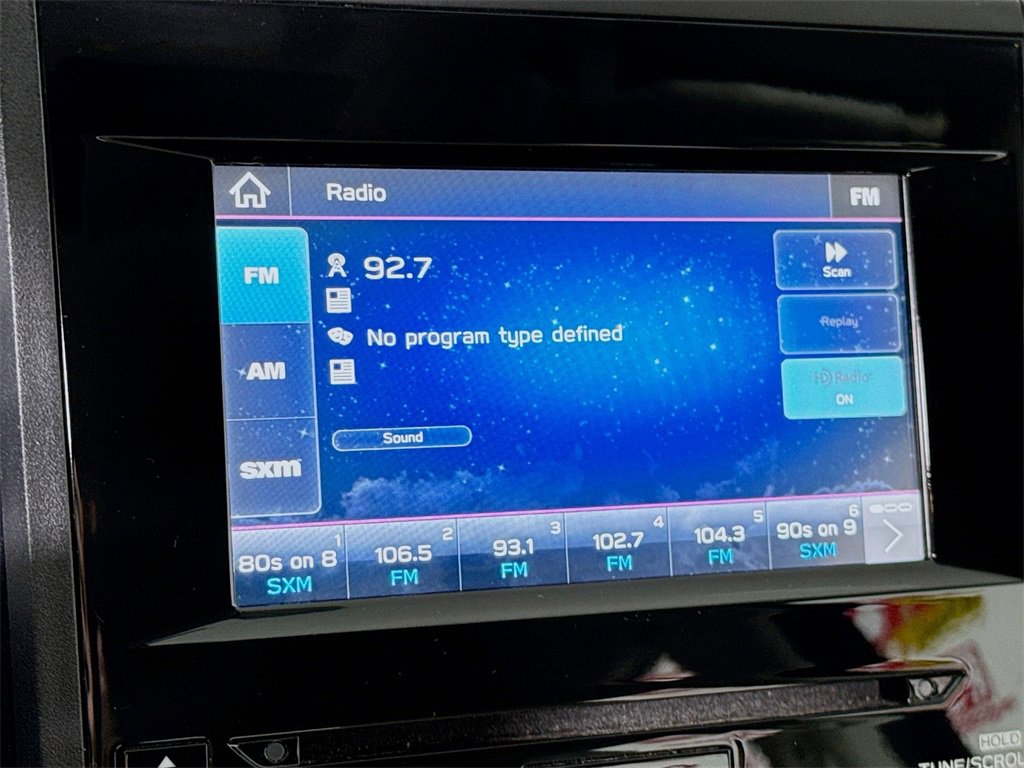 Radio
FM
FM
92.7
Scan
No program type defined
Replay
AM
HD Radio
ON
Sound
sxm
1
80s on 8
SXM
2
106.5
FM
3
93.1
FM
4
102.7
FM
5
104.3
FM
6
90s on 9
SXM
HOLD
TUNE/SCROLL